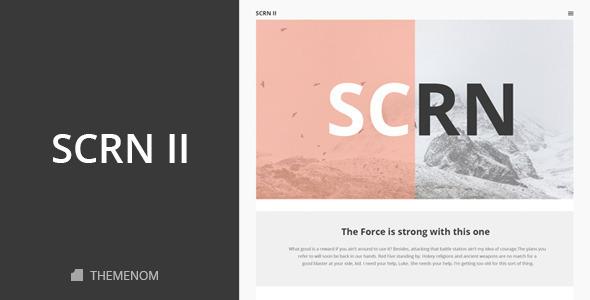 SCRN II
THEMENOM
SCRN II
SCRN
The Force is strong with this one
What good is a reward if you ain't around to use it? Besides, attacking that battle station ain't my idea of courage.The plans you
refer to will soon be back in our hands. Red Five standing by. Hokey religions and ancient weapons are no match for a
good blaster at your side, kid. I need your help, Luke. She needs your help. I'm getting too old for this sort of thing.